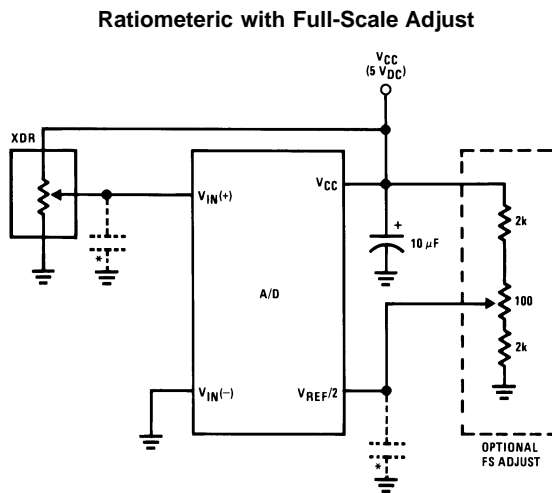 Ratiometeric with Full-Scale Adjust
VCC
(5 VDC)
XDR
VIN(+)
VCC
2k
+
10 µF
*
A/D
100
2k
VIN(−)
VREF/2
*
OPTIONAL
FS ADJUST